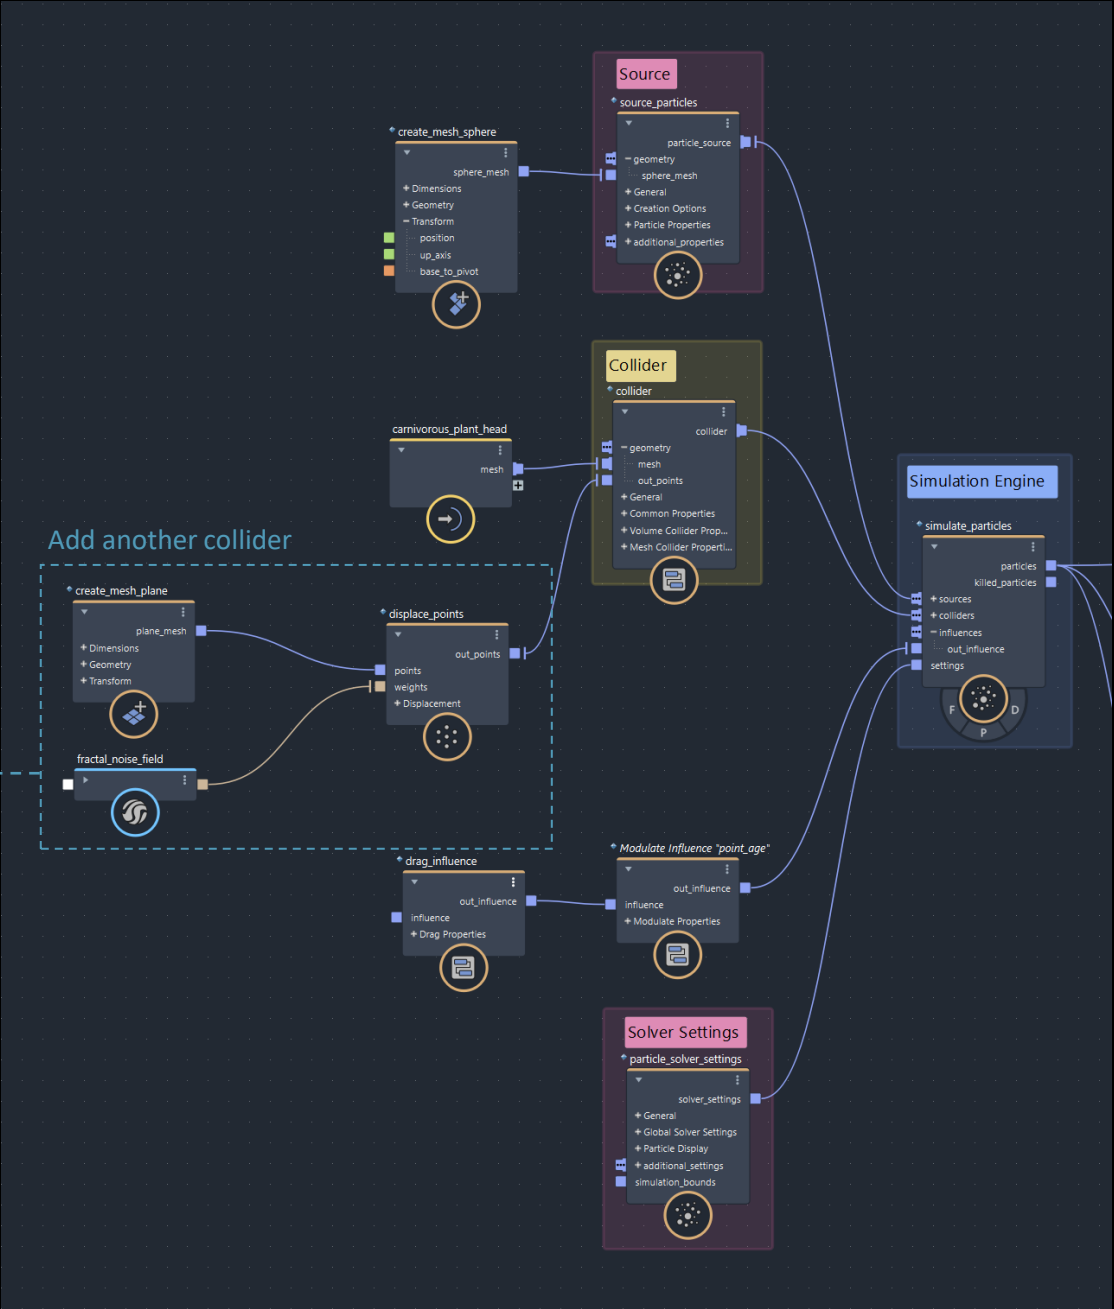 Source
source_particles
particle_source
geometry
sphere_mesh
General
Creation Options
Particle Properties
additional_properties
create_mesh_sphere
sphere_mesh
Dimensions
Geometry
Transform
position
up_axis
base_to_pivot
Collider
collider
collider
geometry
mesh
out_points
General
Common Properties
Volume Collider Prop...
Mesh Collider Properti...
carnivorous_plant_head
mesh
Simulation Engine
simulate_particles
particles
killed_particles
sources
colliders
influences
out_influence
settings
F
P
D
Add another collider
create_mesh_plane
plane_mesh
Dimensions
Geometry
Transform
displace_points
out_points
points
weights
Displacement
fractal_noise_field
drag_influence
out_influence
influence
Drag Properties
Modulate Influence "point_age"
out_influence
influence
Modulate Properties
Solver Settings
particle_solver_settings
solver_settings
General
Global Solver Settings
Particle Display
additional_settings
simulation_bounds